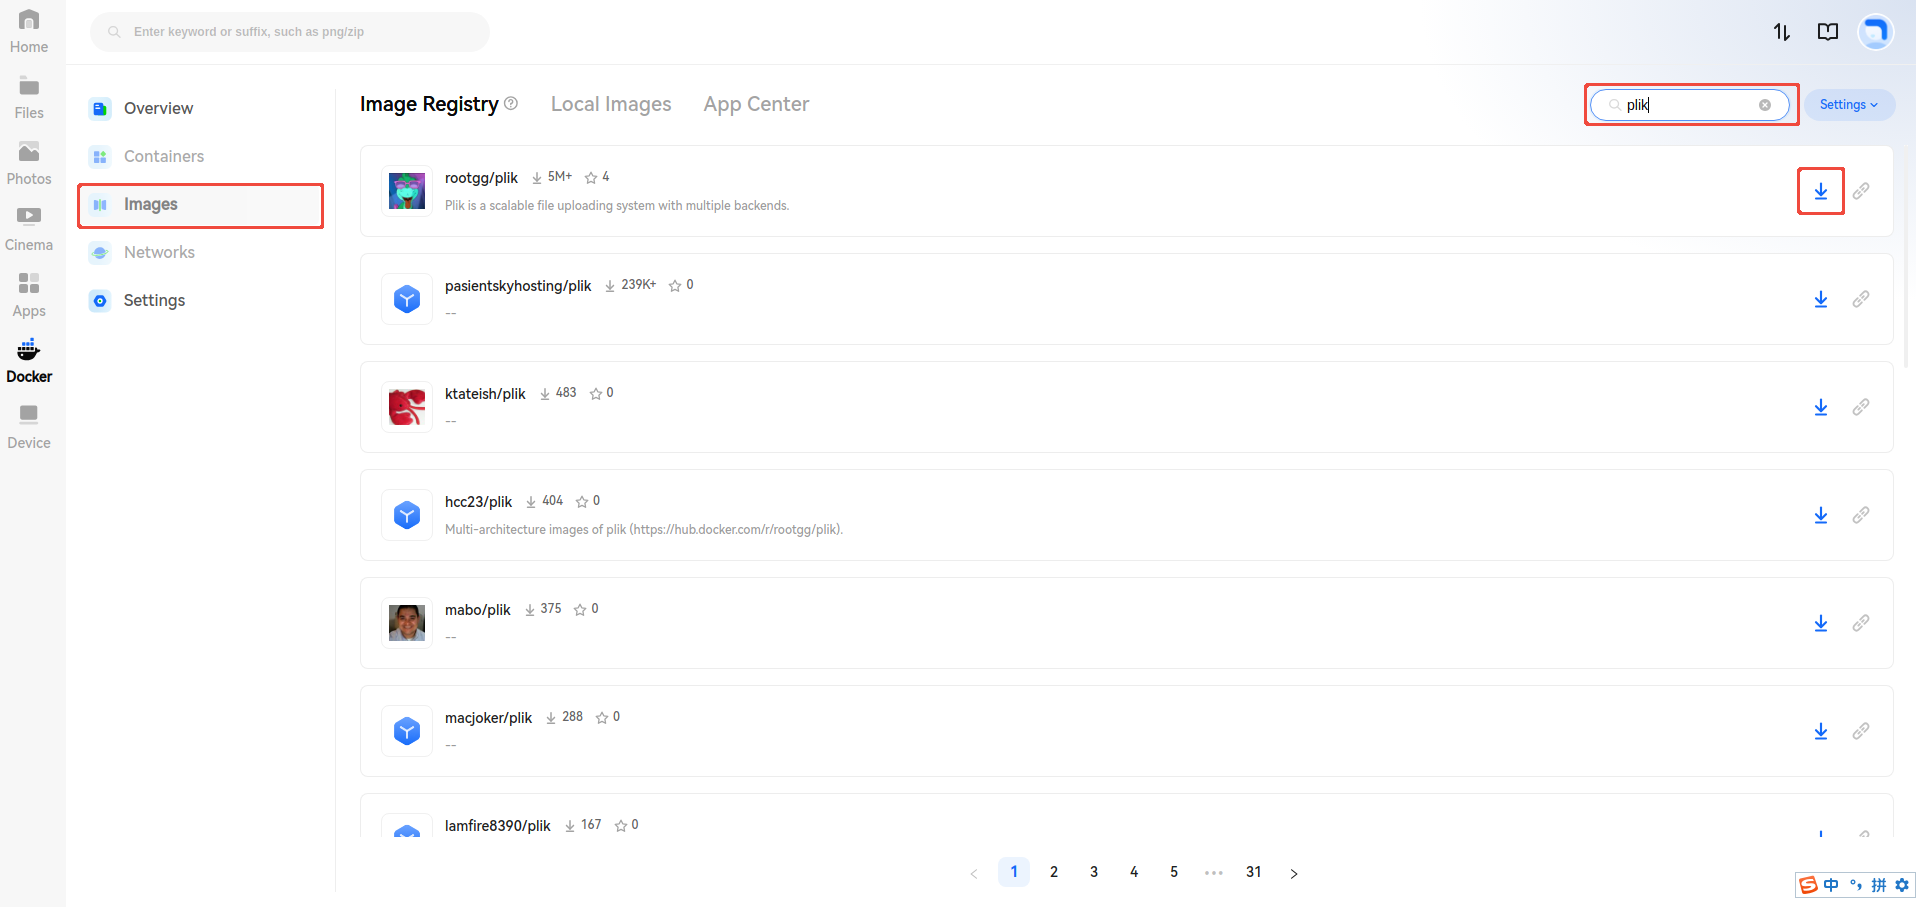 Home
Files
Photos
Cinema
Apps
Docker
Device
Enter keyword or suffix, such as png/zip
Overview
Containers
Images
Networks
Settings
Image Registry
Local Images
App Center
plik
Settings
rootgg/plik 5M+ 4
Plik is a scalable file uploading system with multiple backends.
pasientskyhosting/plik 239K+ 0
--
ktateish/plik 483 0
--
hcc23/plik 404 0
Multi-architecture images of plik (https://hub.docker.com/r/rootgg/plik).
mabo/plik 375 0
--
macjoker/plik 288 0
--
lamfire8390/plik 167 0
< 1 2 3 4 5 ••• 31 >
S 中 °, 拼